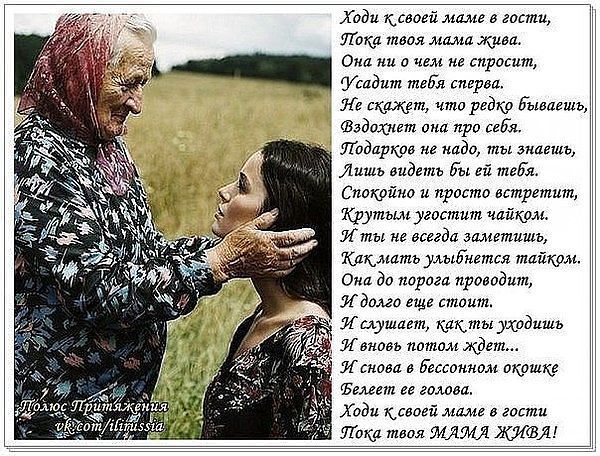 Ходи к своей маме в гости,
Пока твоя мама жива.
Она ни о чем не спросит,
Усадит тебя сперва.
Не скажет, что редко бываешь,
Вздохнет она про себя.
Подарков не надо, ты знаешь,
Лишь видеть бы ей тебя.
Спокойно и просто встретит,
Крутым угостит чайком.
И ты не всегда заметишь,
Как мать улыбнется тайком.
Она до порога проводит,
И долго еще стоит.
И слушает, как ты уходишь
И вновь потом ждет...
И снова в бессонном окошке
Белеет ее голова.
Ходи к своей маме в гости
Пока твоя МАМА ЖИВА!
Полюс Притяжения
vk.com/ilirussia